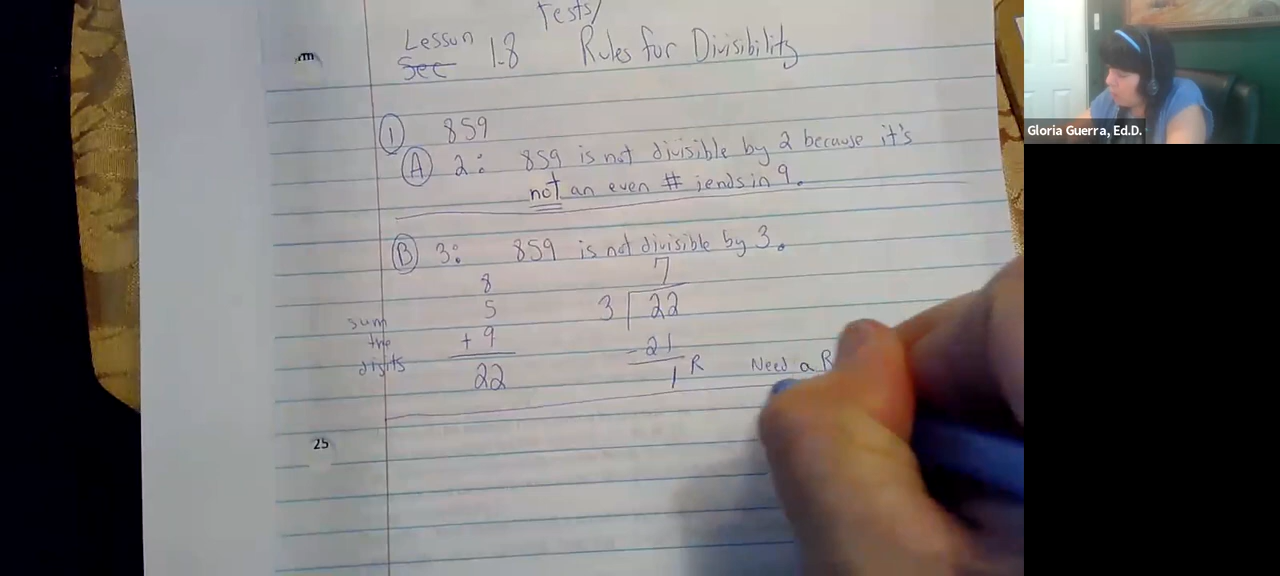 Tests/
Lesson
Sec 1.8 Rules for Divisibility
1 859
A 2: 859 is not divisible by 2 because it's
not an even # ; ends in 9.
B 3: 859 is not divisible by 3.
8
5
+ 9
22
sum
the
digits
7
3 22
- 21
1 R
Need a R
25
Gloria Guerra, Ed.D.